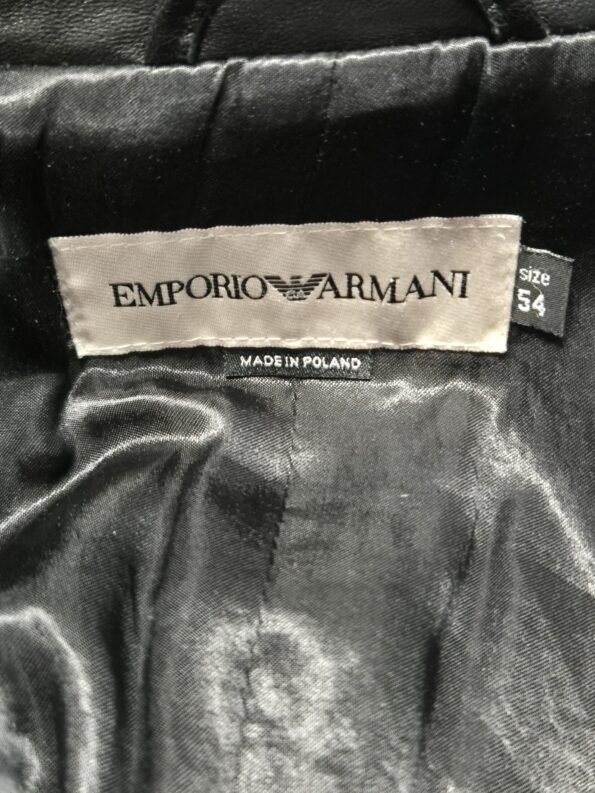 EMPORIO ARMANI
size
54
MADE IN POLAND